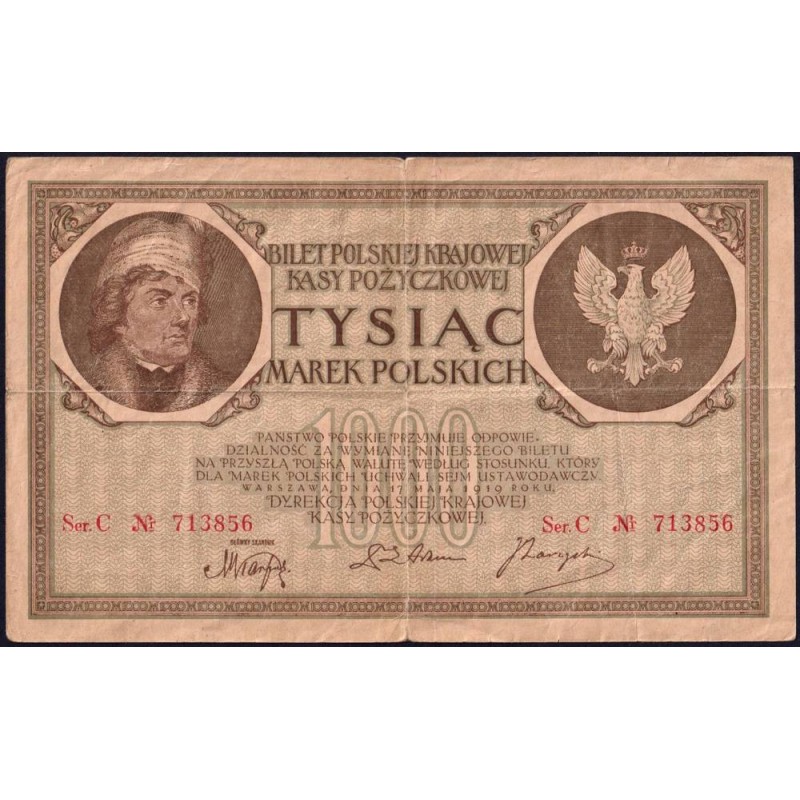 BILET POLSKIEJ KRAJOWEJ
KASY POŻYCZKOWEJ
TYSIĄC
MAREK POLSKICH
1000
PAŃSTWO POLSKIE PRZYJMUJE ODPOWIE-
DZIALNOŚĆ ZA WYMIANĘ NINIEJSZEGO BILETU
NA PRZYSZŁĄ POLSKĄ WALUTĘ WEDŁUG STOSUNKU, KTÓRY
DLA MAREK POLSKICH UCHWALI SEJM USTAWODAWCZY.
WARSZAWA, DNIA 17 MAJA 1919 ROKU.
DYREKCJA POLSKIEJ KRAJOWEJ
KASY POŻYCZKOWEJ.
Ser. C № 713856 Ser. C № 713856
GŁÓWNY SKARBNIK